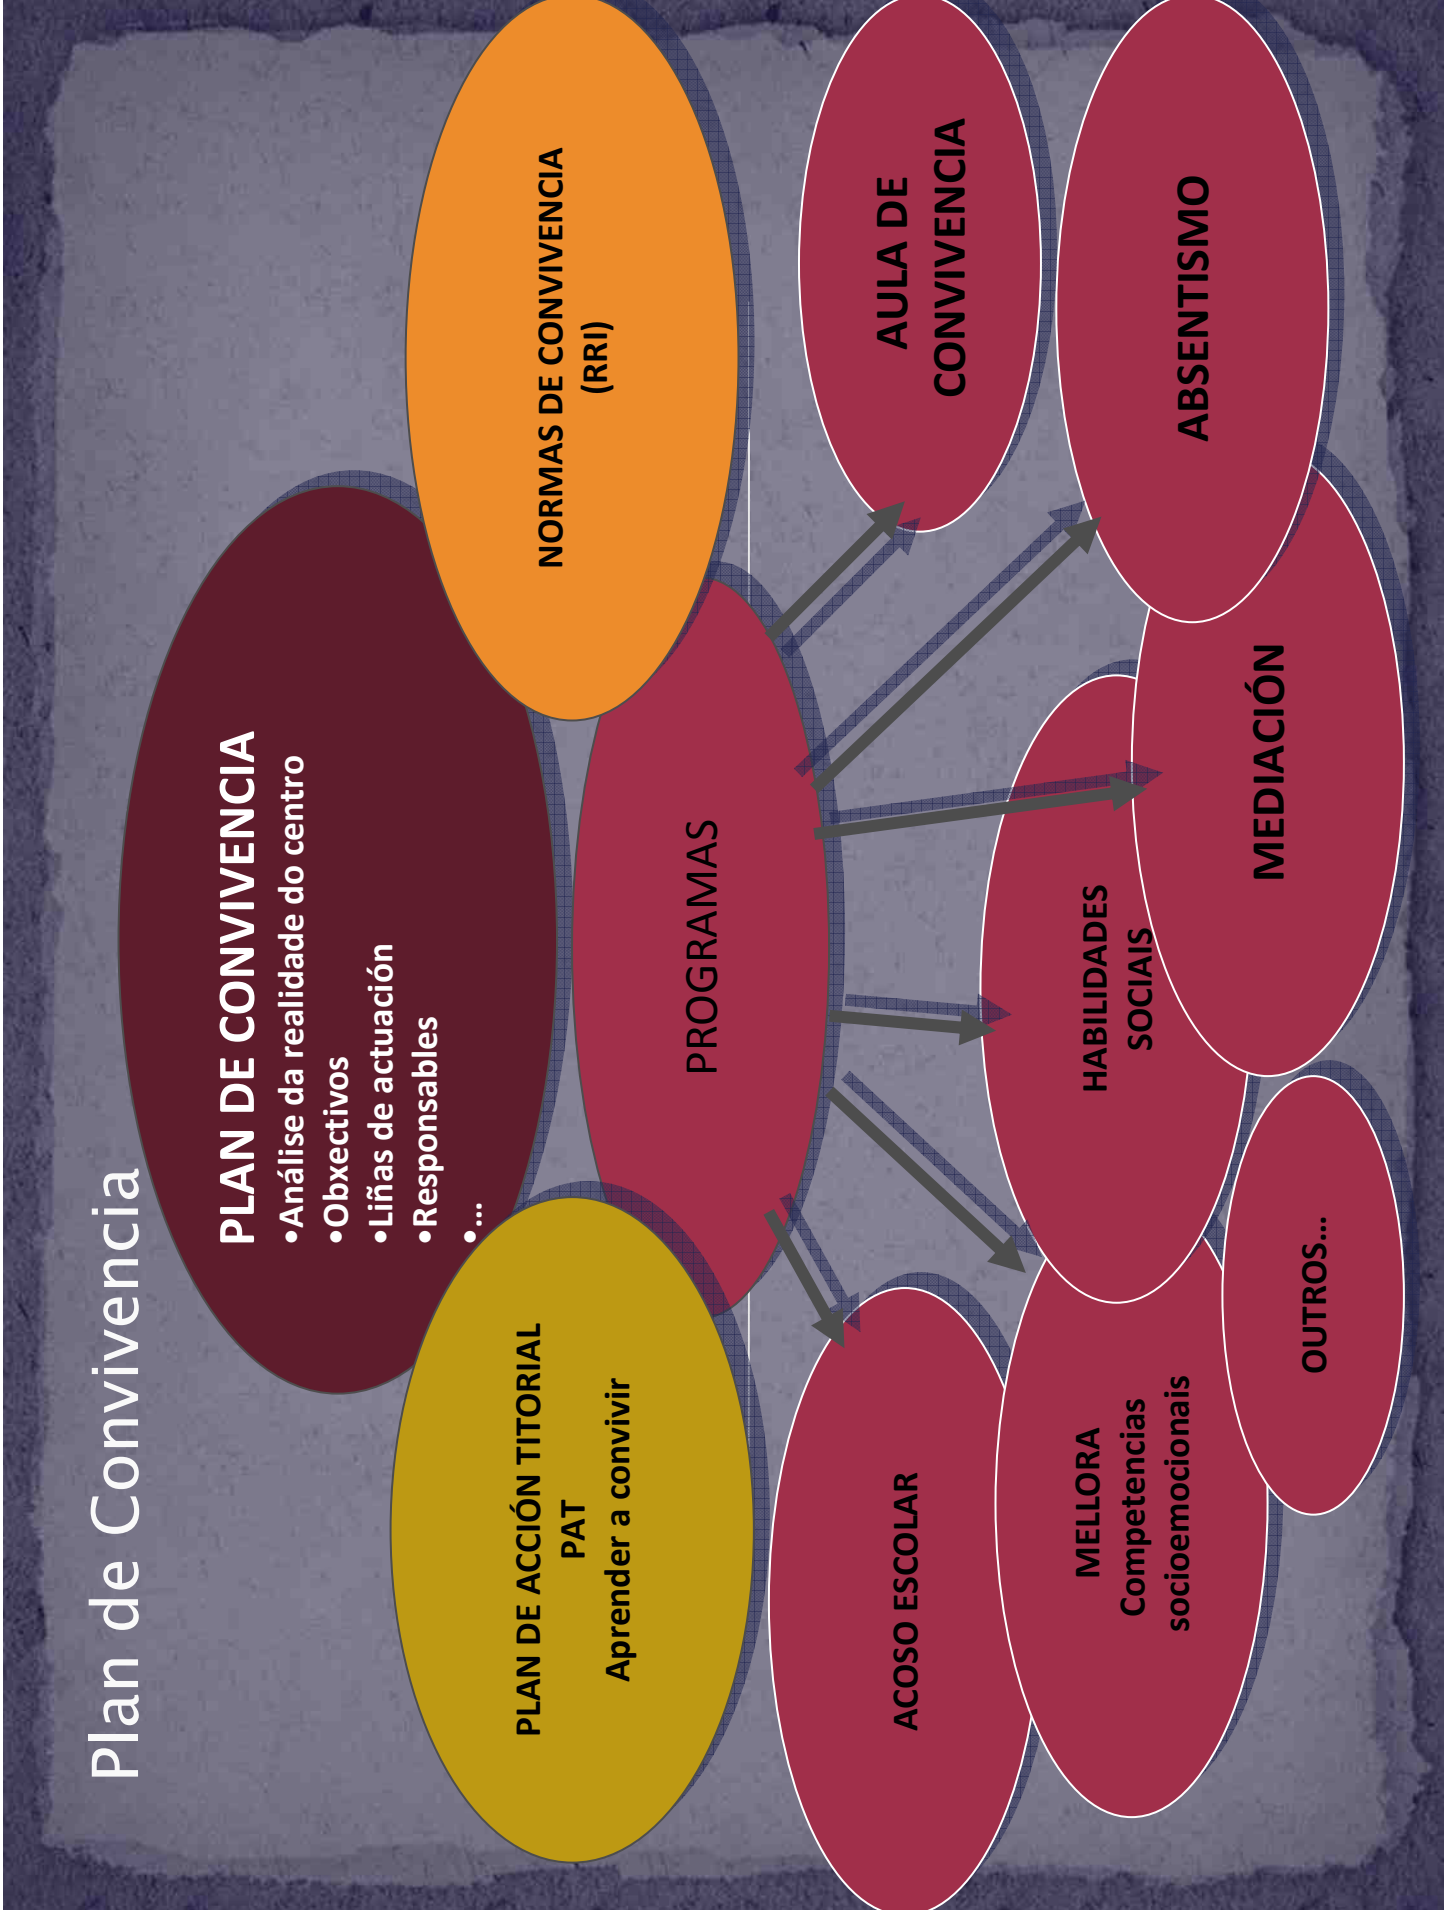 Plan de Convivencia
PLAN DE CONVIVENCIA
•Análise da realidade do centro
•Obxectivos
•Liñas de actuación
•Responsables
•...
PLAN DE ACCIÓN TITORIAL
PAT
Aprender a convivir
PROGRAMAS
NORMAS DE CONVIVENCIA
(RRI)
ACOSO ESCOLAR
MELLORA
Competencias
socioemocionais
OUTROS...
HABILIDADES
SOCIAIS
MEDIACIÓN
AULA DE
CONVIVENCIA
ABSENTISMO